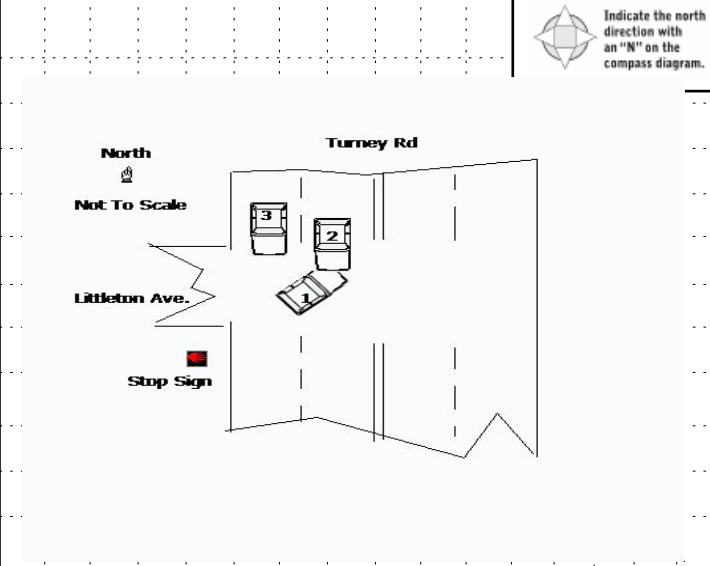 Indicate the north
direction with
an "N" on the
compass diagram.
Turney Rd
North
Not To Scale
3
2
1
Littleton Ave.
Stop Sign